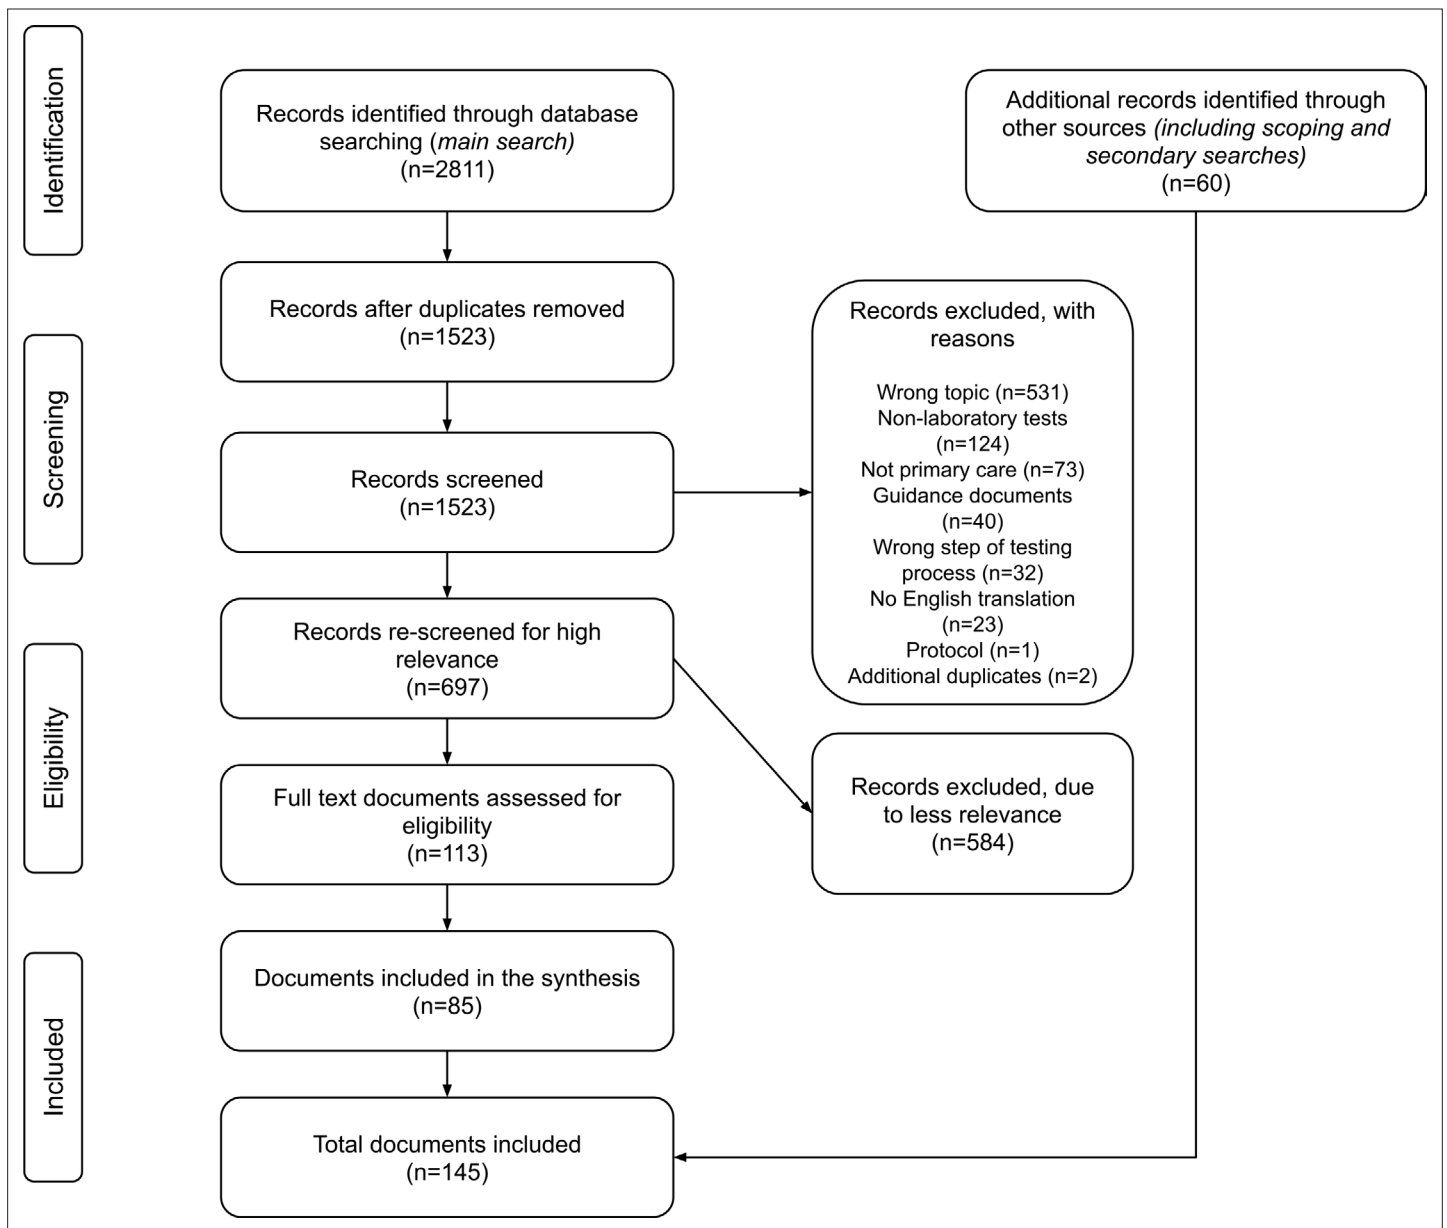 Identification
Records identified through database
searching (main search)
(n=2811)
Additional records identified through
other sources (including scoping and
secondary searches)
(n=60)
Records after duplicates removed
(n=1523)
Screening
Records screened
(n=1523)
Records excluded, with
reasons
Wrong topic (n=531)
Non-laboratory tests
(n=124)
Not primary care (n=73)
Guidance documents
(n=40)
Wrong step of testing
process (n=32)
No English translation
(n=23)
Protocol (n=1)
Additional duplicates (n=2)
Eligibility
Records re-screened for high
relevance
(n=697)
Records excluded, due
to less relevance
(n=584)
Full text documents assessed for
eligibility
(n=113)
Included
Documents included in the synthesis
(n=85)
Total documents included
(n=145)